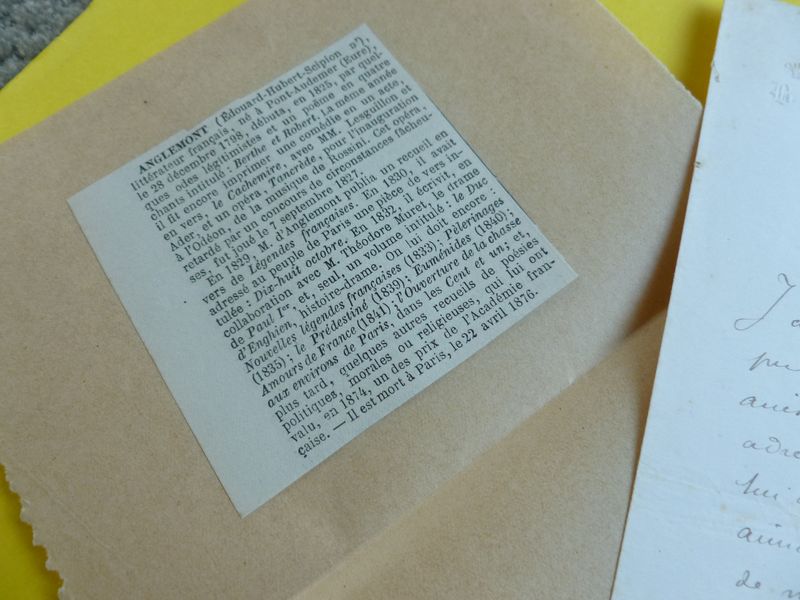 ANGLEMONT (Édouard-Hubert-Scipion D'),
littérateur français, né à Pont-Audemer (Eure),
le 28 décembre 1798, débuta, en 1825, par quel-
ques odes légitimistes et un poëme en quatre
chants intitulé : Berthe et Robert. La même année
il fit encore imprimer une comédie en un acte,
en vers, le Cachemire, avec MM. Lesguillon et
Ader, et un opéra, Tancrède, pour l'inauguration
à l'Odéon, de la musique de Rossini. Cet opéra,
retardé par un concours de circonstances fâcheu-
ses, fut joué le 7 septembre 1827.
En 1829, M. d'Anglemont publia un recueil en
vers de Légendes françaises. En 1830, il avait
adressé au peuple de Paris une pièce de vers in-
tulée : Dix-huit octobre. En 1832, il écrivit, en
collaboration avec M. Théodore Muret, le drame
de Paul Ier, et, seul, un volume intitulé : le Duc
d'Enghien, histoire-drame. On lui doit encore :
Nouvelles légendes françaises (1833); Pèlerinages
(1835); le Prédestiné (1839); Euménides (1840);
Amours de France (1841); l'Ouverture de la chasse
aux environs de Paris, dans les Cent et un; et,
plus tard, quelques autres recueils de poésies
politiques, morales ou religieuses, qui lui ont
valu, en 1874, un des prix de l'Académie fran-
çaise. — Il est mort à Paris, le 22 avril 1876.
lui
de